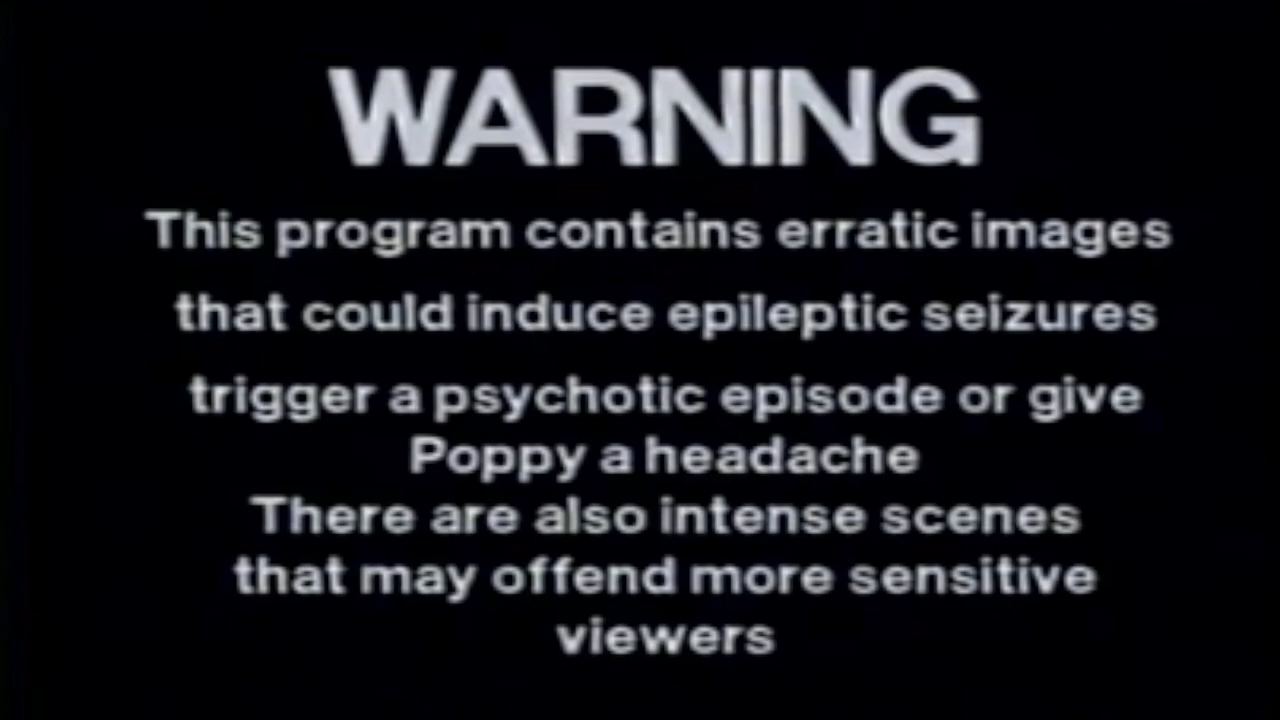 WARNING
This program contains erratic images
that could induce epileptic seizures
trigger a psychotic episode or give
Poppy a headache
There are also intense scenes
that may offend more sensitive
viewers